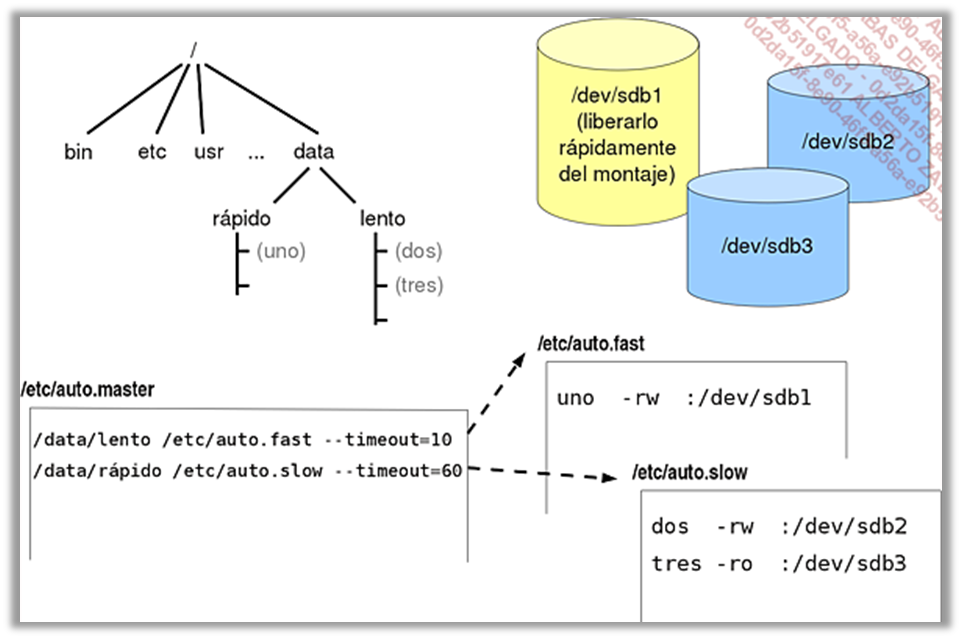 /
bin etc usr ... data
rápido lento
(uno) (dos)
(tres)
/dev/sdb1
(liberarlo
rápidamente
del montaje)
/dev/sdb2
/dev/sdb3
/etc/auto.master
/data/lento /etc/auto.fast --timeout=10
/data/rápido /etc/auto.slow --timeout=60
/etc/auto.fast
uno -rw :/dev/sdb1
/etc/auto.slow
dos -rw :/dev/sdb2
tres -ro :/dev/sdb3